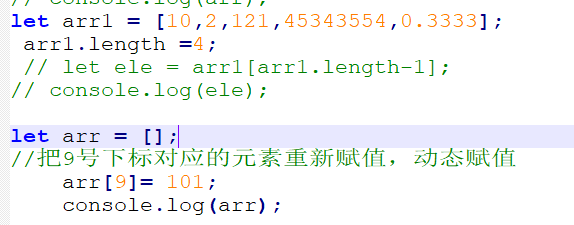 // console.log(arr);
let arr1 = [10,2,121,45343554,0.3333];
arr1.length =4;
// let ele = arr1[arr1.length-1];
// console.log(ele);
let arr = [];
//把9号下标对应的元素重新赋值，动态赋值
arr[9]= 101;
console.log(arr);